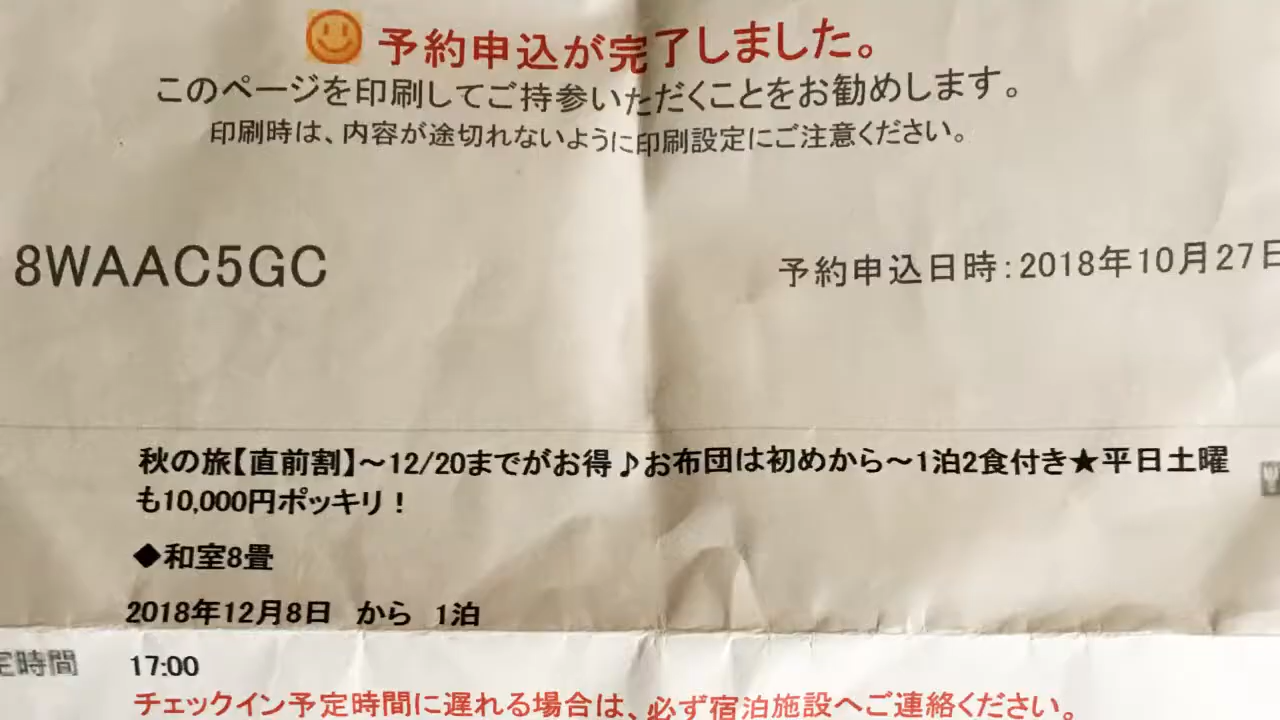 予約申込が完了しました。
このページを印刷してご持参いただくことをお勧めします。
印刷時は、内容が途切れないように印刷設定にご注意ください。
8WAAC5GC
予約申込日時:2018年10月27日
秋の旅【直前割】～12/20までがお得♪お布団は初めから～1泊2食付き★平日土曜
も10,000円ポッキリ！
◆和室8畳
2018年12月8日 から 1泊
定時間 17:00
チェックイン予定時間に遅れる場合は、必ず宿泊施設へご連絡ください。